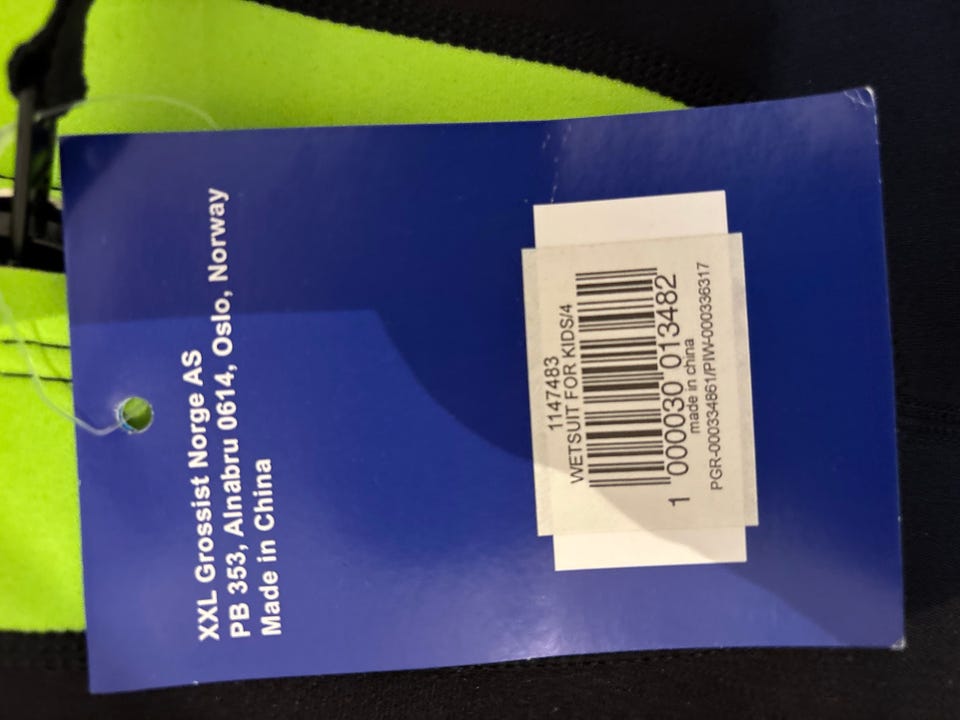 XXL Grossist Norge AS
PB 353, Alnabru 0614, Oslo, Norway
Made in China
1147483
WETSUIT FOR KIDS/4
1 000030 013482
made in china
PGR-000334861/PIW-000336317